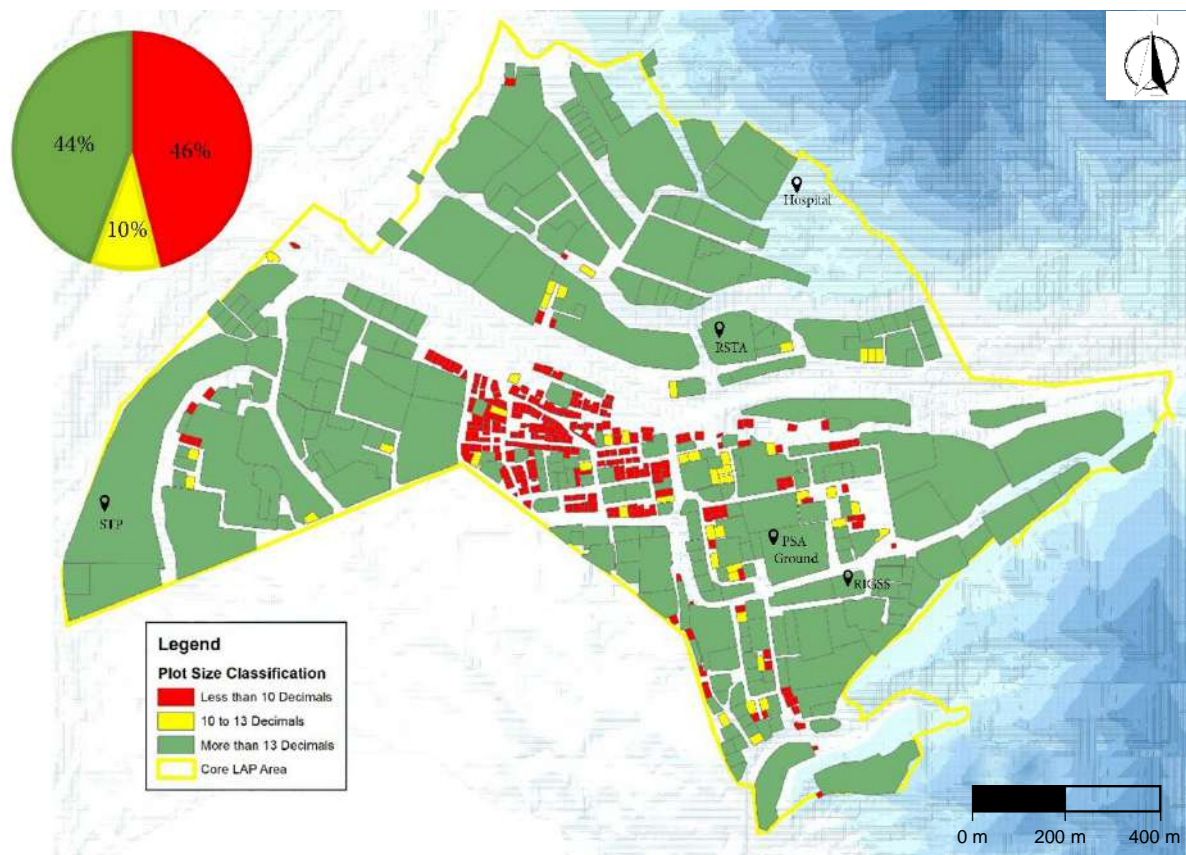 44%
46%
10%
Hospital
RSTA
STP
PSA
Ground
RIGSS
Legend
Plot Size Classification
Less than 10 Decimals
10 to 13 Decimals
More than 13 Decimals
Core LAP Area
0 m 200 m 400 m